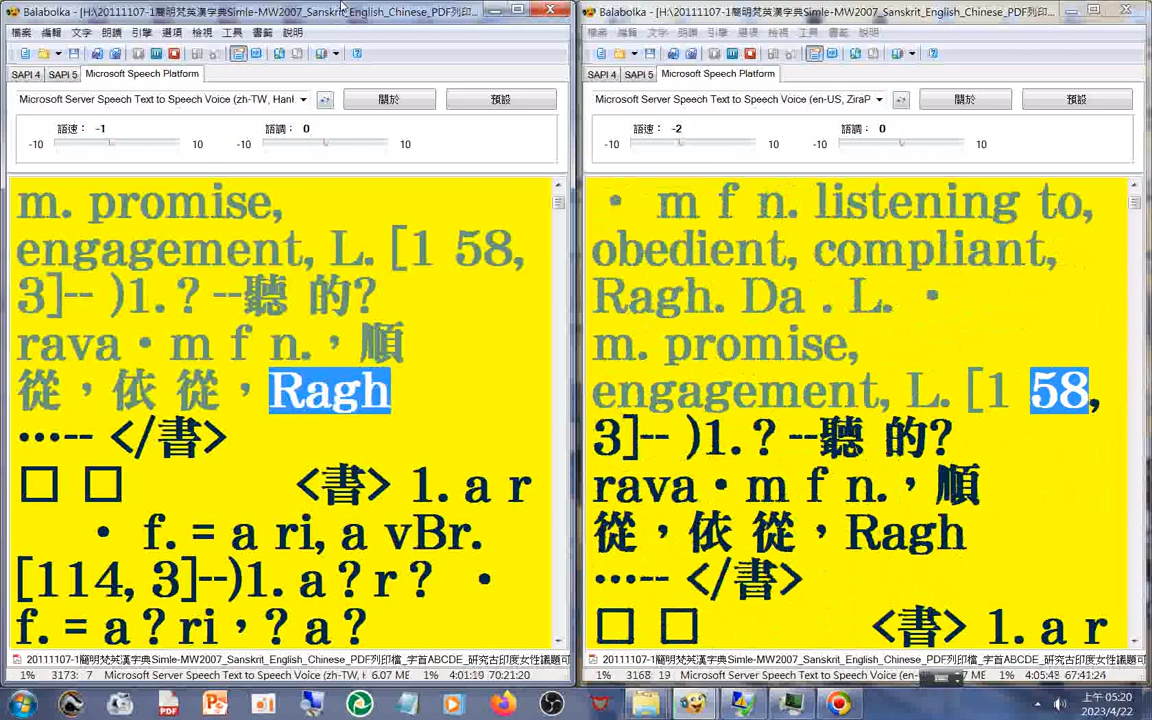 Balabolka - [H:\20111107-1簡明梵英漢字典Simle-MW2007_Sanskrit_English_Chinese_PDF列印...
檔案 編輯 文字 朗讀 引擎 選項 檢視 工具 書籤 說明
SAPI 4 SAPI 5 Microsoft Speech Platform
Microsoft Server Speech Text to Speech Voice (zh-TW, Han 關於 預設
語速： -1 語調： 0
-10 10 -10 10
m. promise,
engagement, L. [1 58,
3]-- )1.？--聽 的?
rava • m f n.，順
從，依 從，Ragh
…-- </書>
□ □ <書> 1. a r
• f. = a ri, a vBr.
[114, 3]--)1. a？r？ •
f. = a？ri，？a？
20111107-1簡明梵英漢字典Simle-MW2007_Sanskrit_English_Chinese_PDF列印檔_字首ABCDE_研究古印度女性議題可
1% 3173: 7 Microsoft Server Speech Text to Speech Voice (zh-TW, H 6.07 ME 1% 4:01:19 70:21:20
Balabolka - [H:\20111107-1簡明梵英漢字典Simle-MW2007_Sanskrit_English_Chinese_PDF列印...
檔案 編輯 文字 朗讀 引擎 選項 檢視 工具 書籤 說明
SAPI 4 SAPI 5 Microsoft Speech Platform
Microsoft Server Speech Text to Speech Voice (en-US, ZiraP 關於 預設
語速： -2 語調： 0
-10 10 -10 10
• m f n. listening to,
obedient, compliant,
Ragh. Da . L. •
m. promise,
engagement, L. [1 58,
3]-- )1.？--聽 的?
rava • m f n.，順
從，依 從，Ragh
…-- </書>
□ □ <書> 1. a r
20111107-1簡明梵英漢字典Simle-MW2007_Sanskrit_English_Chinese_PDF列印檔_字首ABCDE_研究古印度女性議題可
1% 3168 19 Microsoft Server Speech Text to Speech Voice (en-U ME 1% 4:05:48 67:41:24
上午 05:20
2023/4/22